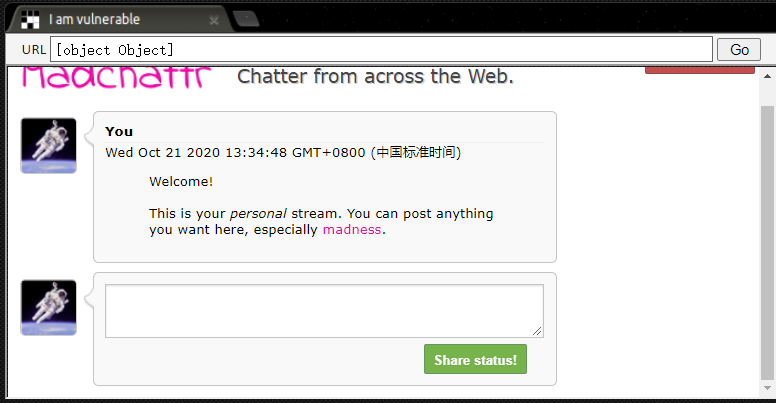 I am vulnerable
URL [object Object] Go
Madchattr Chatter from across the Web.
You
Wed Oct 21 2020 13:34:48 GMT+0800 (中国标准时间)
Welcome!
This is your personal stream. You can post anything
you want here, especially madness.
Share status!